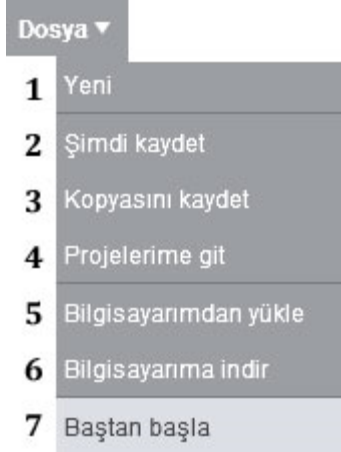 Dosya ▼
1 Yeni
2 Şimdi kaydet
3 Kopyasını kaydet
4 Projelerime git
5 Bilgisayarımdan yükle
6 Bilgisayarıma indir
7 Baştan başla